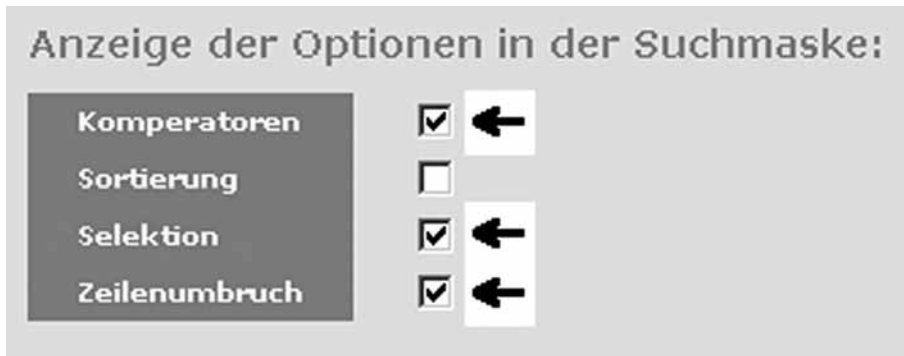 Anzeige der Optionen in der Suchmaske:
Komperatoren
Sortierung
Selektion
Zeilenumbruch